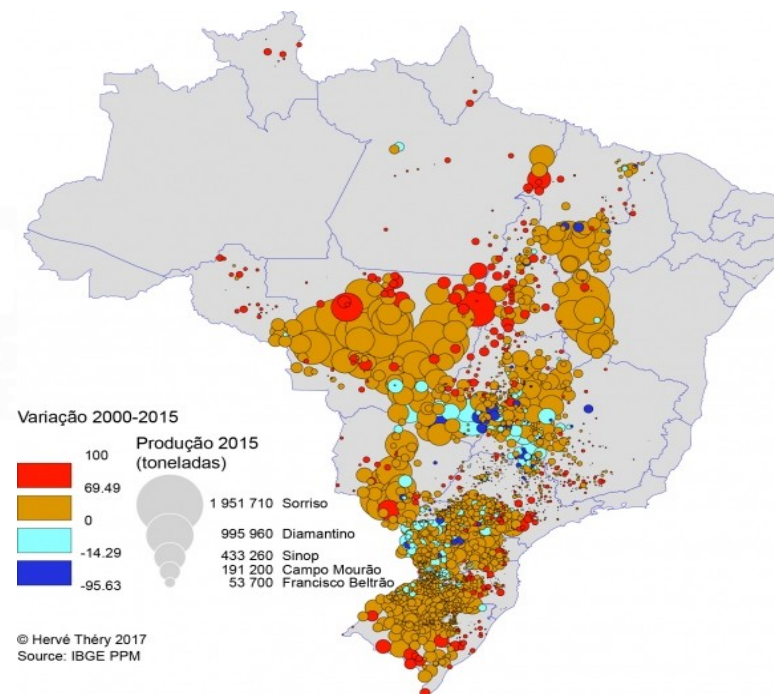 Variação 2000-2015
100
69.49
0
-14.29
-95.63
Produção 2015
(toneladas)
1 951 710 Sorriso
995 960 Diamantino
433 260 Sinop
191 200 Campo Mourão
53 700 Francisco Beltrão
© Hervé Théry 2017
Source: IBGE PPM